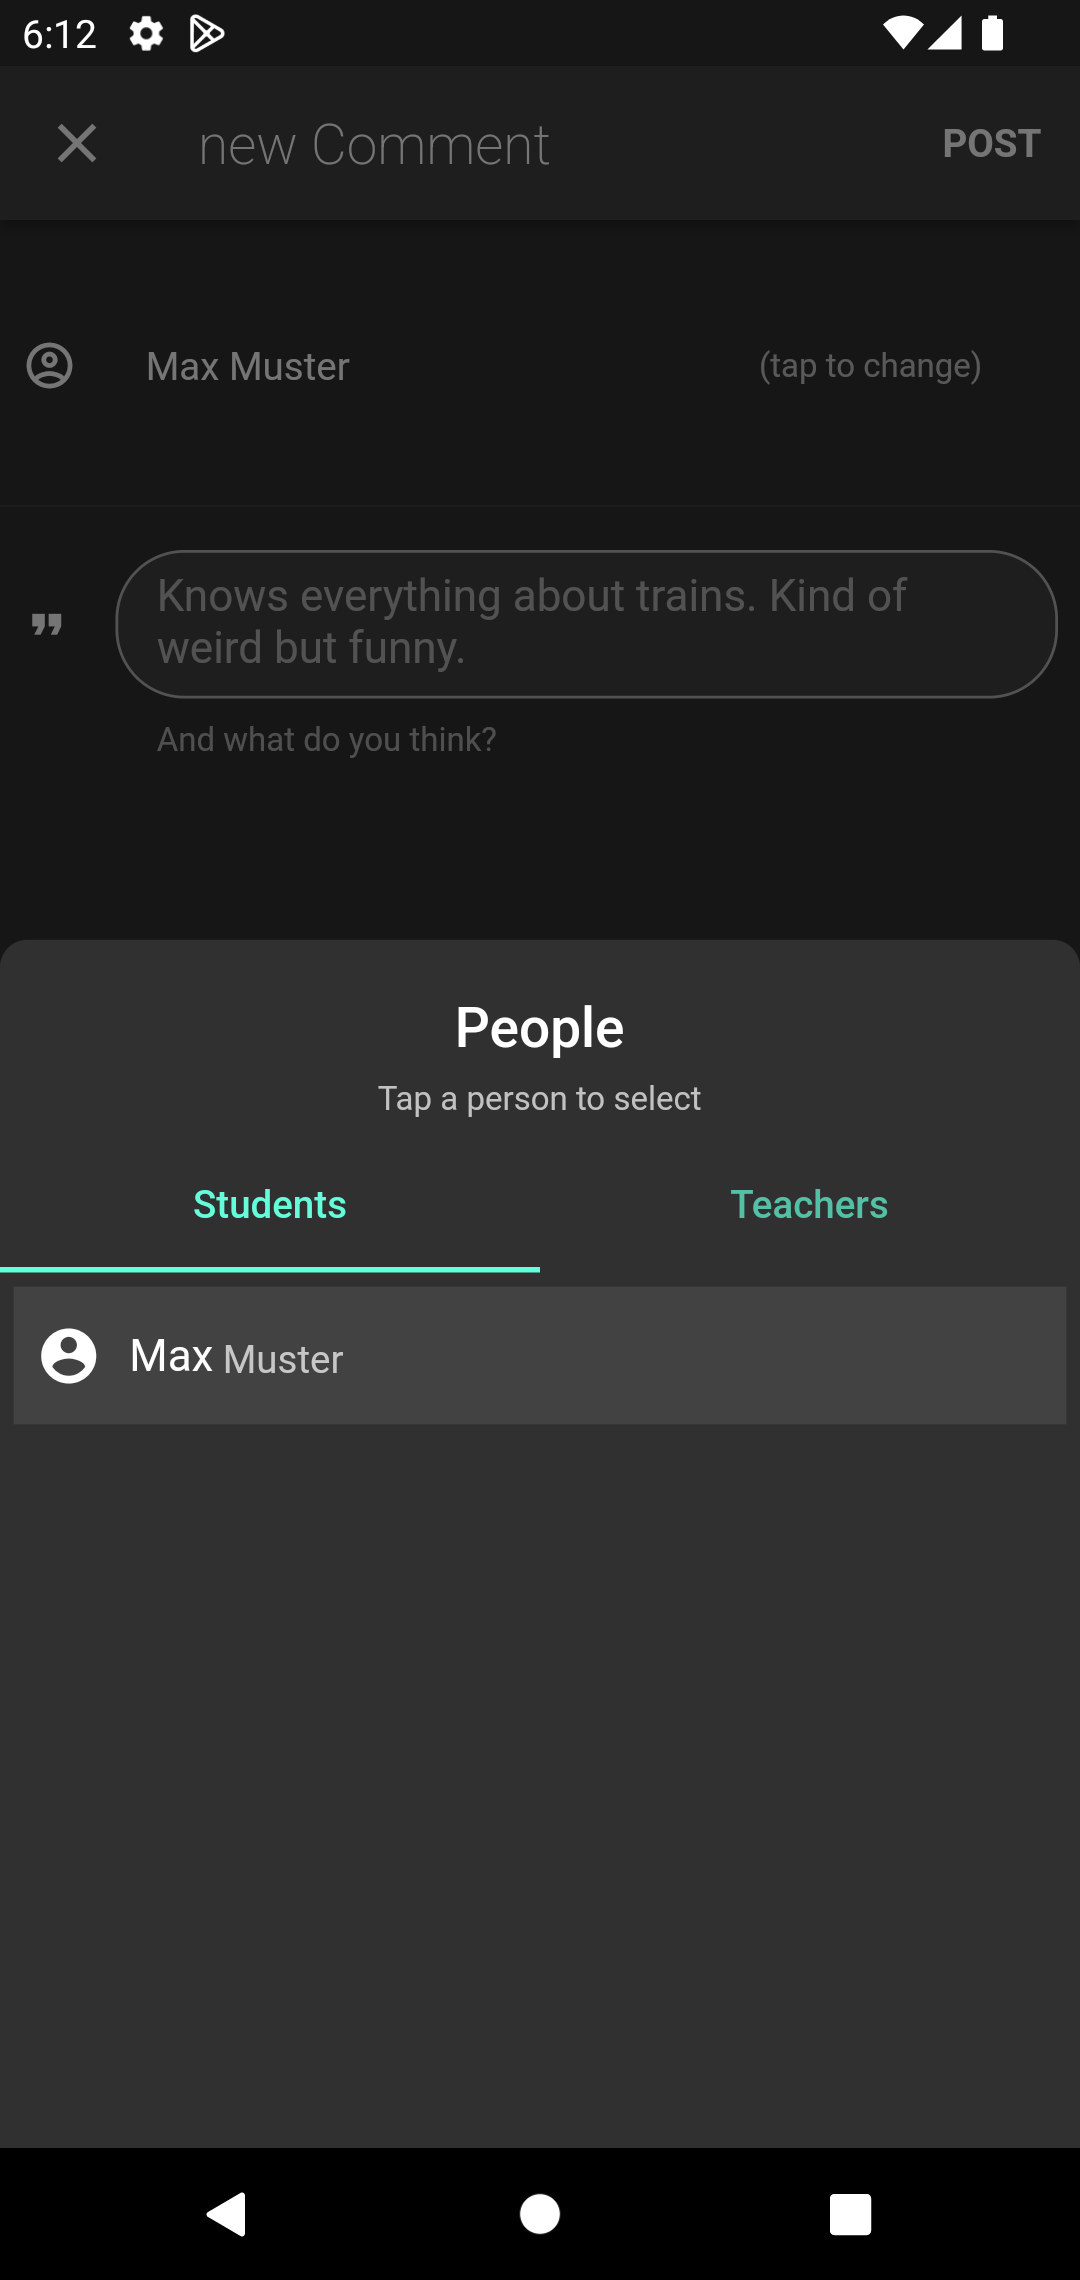 6:12
new Comment
POST
Max Muster
(tap to change)
Knows everything about trains. Kind of
weird but funny.
And what do you think?
People
Tap a person to select
Students
Teachers
Max Muster